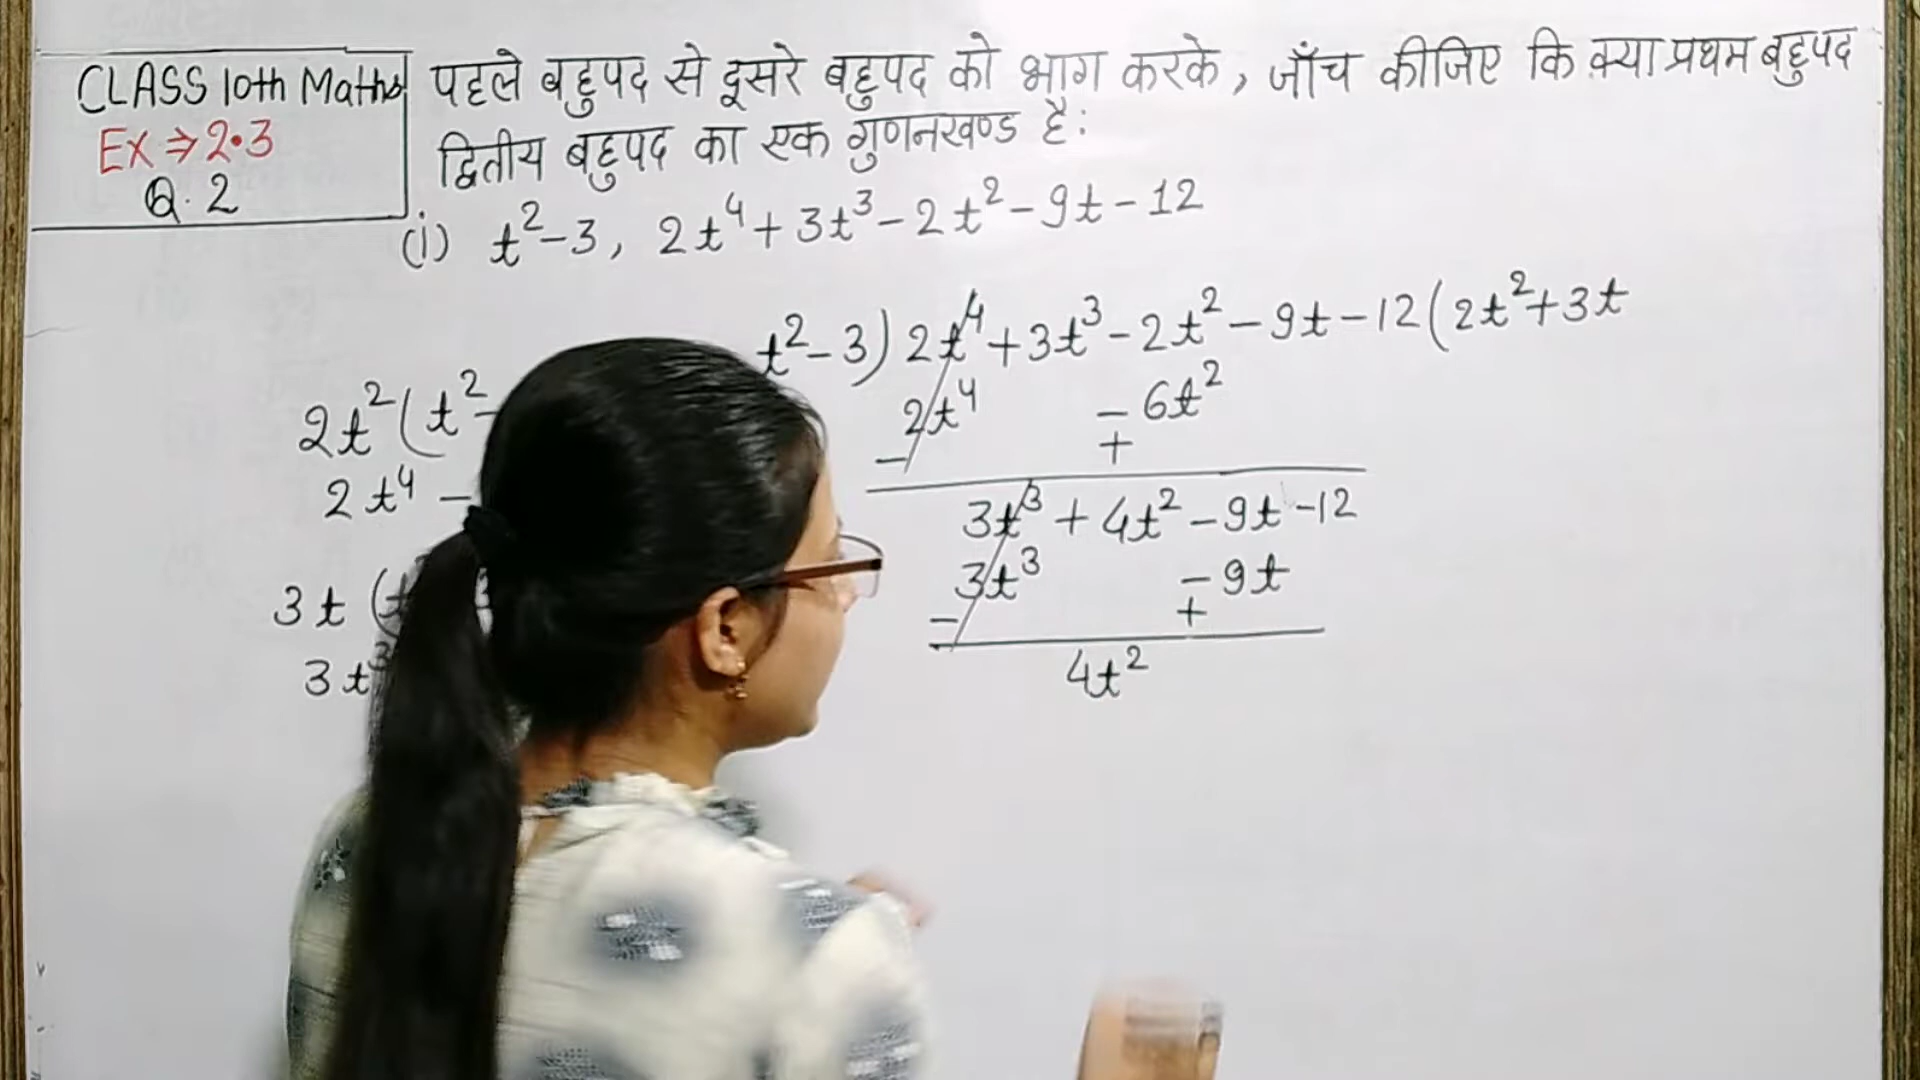 CLASS 10th Maths
Ex ⇒ 2.3
Q. 2
पहले बहुपद से दूसरे बहुपद को भाग करके, जाँच कीजिए कि क्या प्रथम बहुपद
द्वितीय बहुपद का एक गुणनखण्ड है:
(i) t²-3, 2t⁴+3t³-2t²-9t-12
t²-3)2t⁴+3t³-2t²-9t-12(2t²+3t
2t⁴ -6t²
- +
3t³+4t²-9t-12
3t³ -9t
- +
4t²
2t²(t²-
2t⁴-
3t(t
3t³